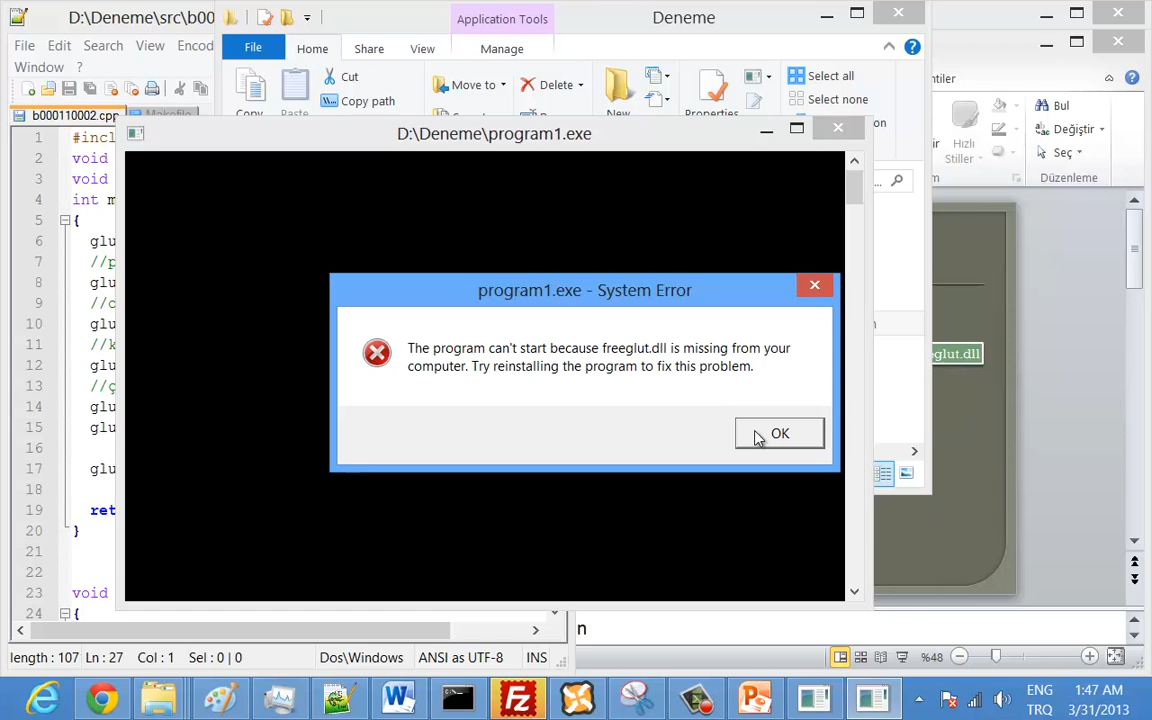 D:\Deneme\src\b00
Application Tools
Deneme
File Edit Search View Encod
Window ?
File Home Share View Manage
Cut
Copy path
Copy Paste
Move to
Delete
New
Properties
Select all
Select none
tiler
Bul
Değiştir
Seç
Hızlı
Stiller
Düzenleme
b000110002.cpp Makefile
D:\Deneme\program1.exe
1 #incl
2 void
3 void
4 int m
5 {
6 glu
7 //p
8 glu
9 //o
10 glu
11 //k
12 glu
13 //ç
14 glu
15 glu
16
17 glu
18
19 ret
20 }
21
22
23 void
24 {
program1.exe - System Error
The program can't start because freeglut.dll is missing from your
computer. Try reinstalling the program to fix this problem.
OK
glut.dll
n
length : 107 Ln : 27 Col : 1 Sel : 0 | 0 Dos\Windows ANSI as UTF-8 INS
%48
ENG 1:47 AM
TRQ 3/31/2013